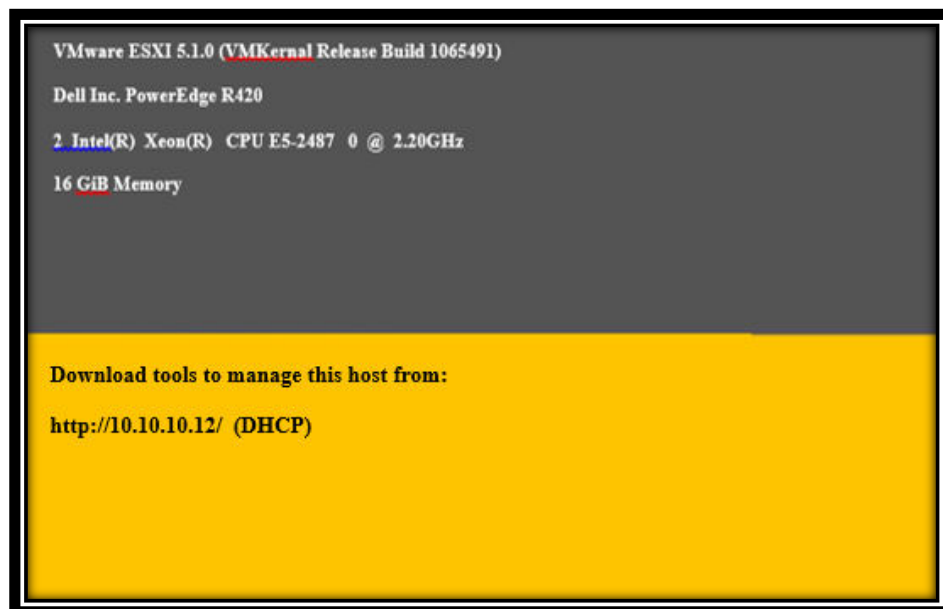 VMware ESXI 5.1.0 (VMKernal Release Build 1065491)
Dell Inc. PowerEdge R420
2 Intel(R) Xeon(R) CPU E5-2487 0 @ 2.20GHz
16 GiB Memory
Download tools to manage this host from:
http://10.10.10.12/ (DHCP)